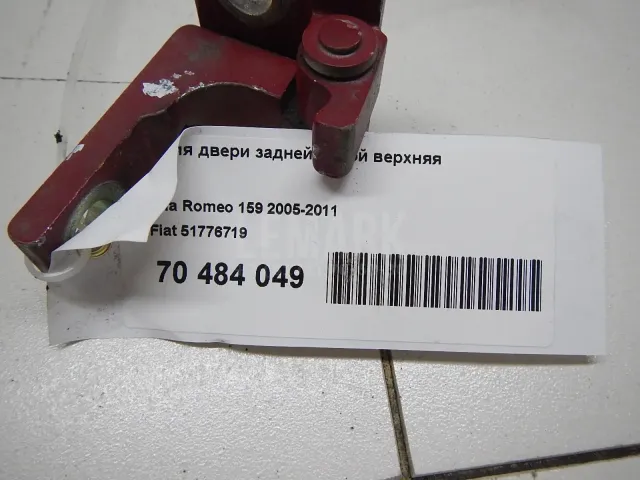 двери задней верхняя
Romeo 159 2005-2011
Fiat 51776719
70 484 049